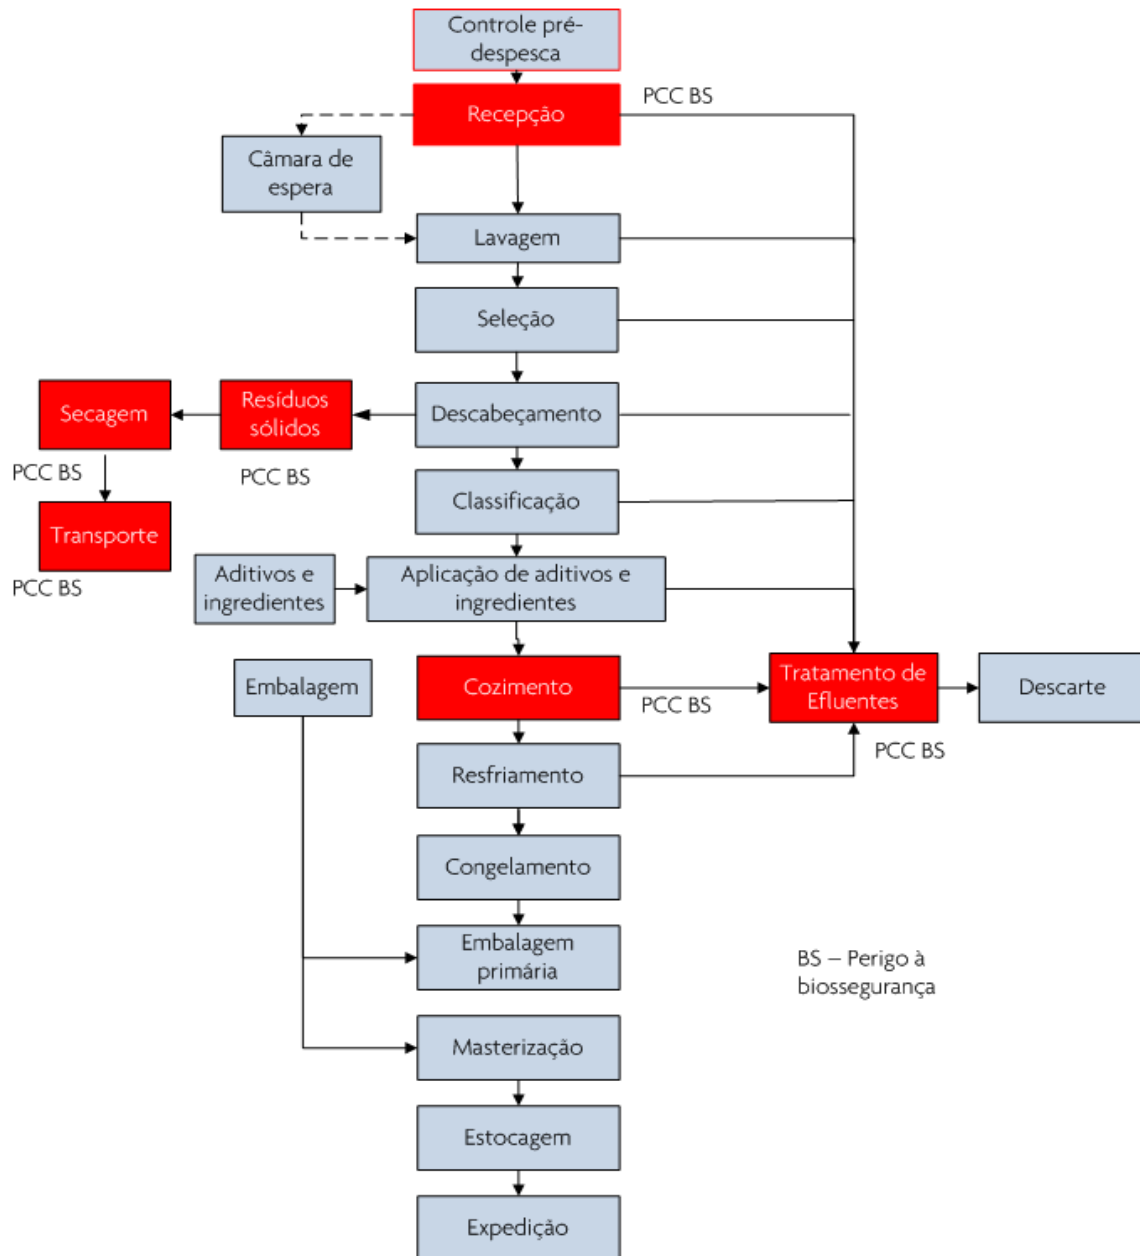 Controle pré-
despesca
Recepção
PCC BS
Câmara de
espera
Lavagem
Seleção
Secagem
Resíduos
sólidos
Descabeçamento
PCC BS
PCC BS
Classificação
Transporte
PCC BS
Aditivos e
ingredientes
Aplicação de aditivos e
ingredientes
Embalagem
Cozimento
PCC BS
Tratamento de
Efluentes
Descarte
PCC BS
Resfriamento
Congelamento
Embalagem
primária
BS – Perigo à
biossegurança
Masterização
Estocagem
Expedição